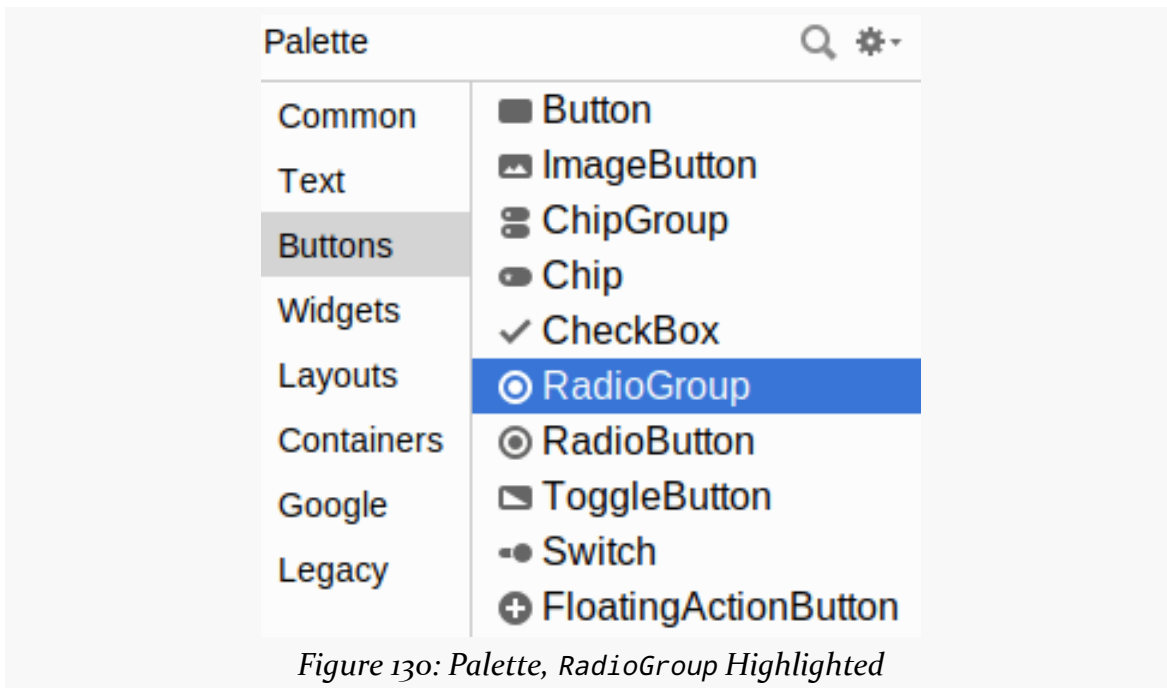 Palette
Common
Text
Buttons
Widgets
Layouts
Containers
Google
Legacy
Button
ImageButton
ChipGroup
Chip
CheckBox
RadioGroup
RadioButton
ToggleButton
Switch
FloatingActionButton
Figure 130: Palette, RadioGroup Highlighted